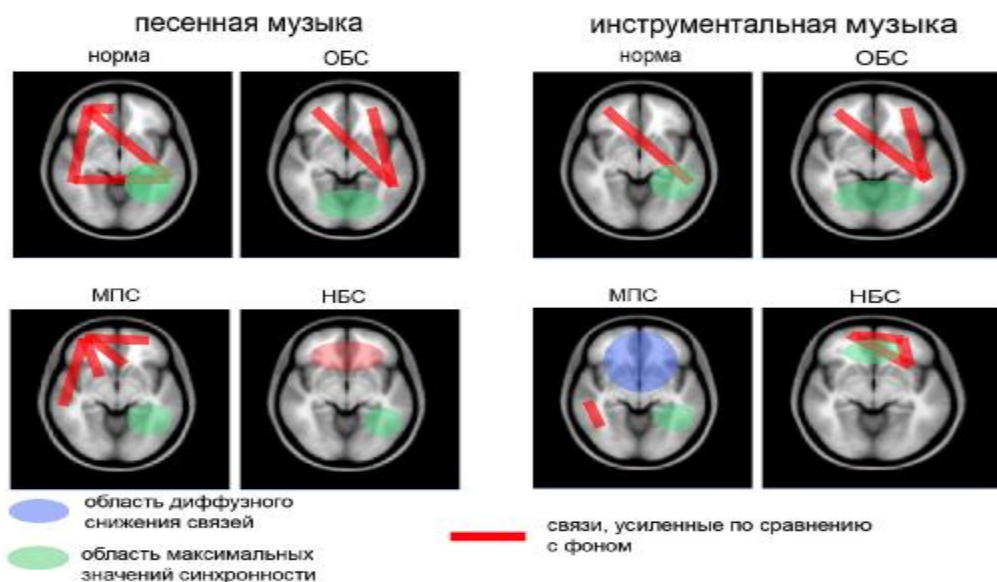 песенная музыка
инструментальная музыка
норма
ОБС
норма
ОБС
МПС
НБС
МПС
НБС
область диффузного
снижения связей
область максимальных
значений синхронности
связи, усиленные по сравнению
с фоном